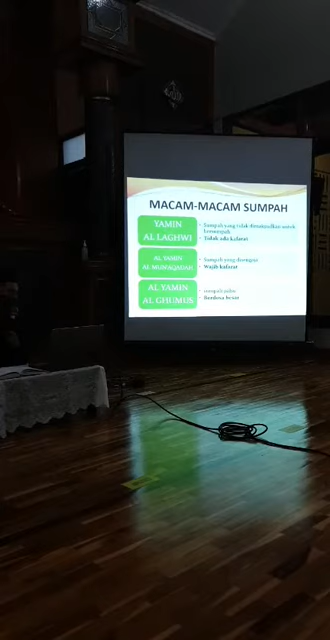 MACAM-MACAM SUMPAH
YAMIN
AL LAGHWI
- Sumpah yang tidak dimaksudkan untuk
bersumpah
- Tidak ada kafarat
AL YAMIN
AL MUN'AQADAH
- Sumpah yang disengaja
- Wajib kafarat
AL YAMIN
AL GHUMUS
- sumpah palsu
- Berdosa besar